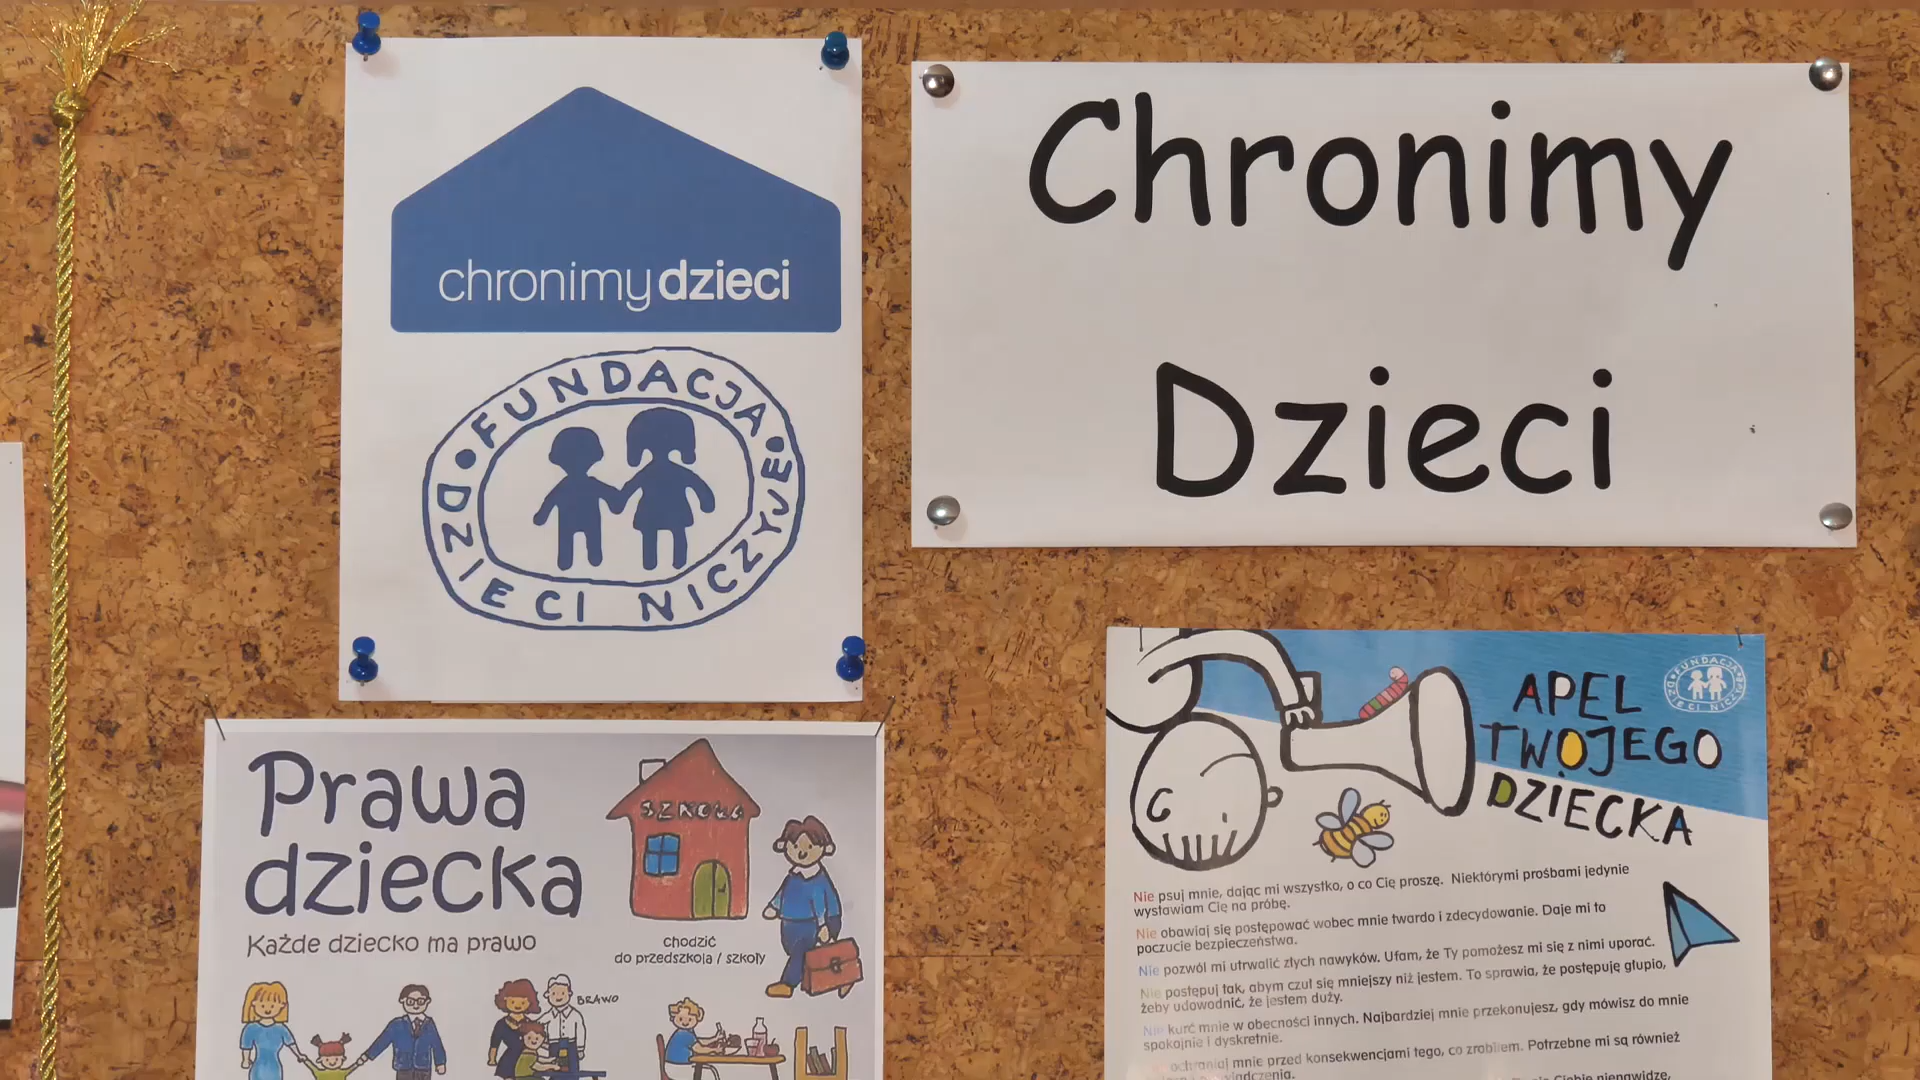 chronimydzieci
FUNDACJA
DZIECI NICZYJE
Chronimy
Dzieci
Prawa
dziecka
Każde dziecko ma prawo
SZKOŁA
chodzić
do przedszkola / szkoły
BRAWO
APEL
TWOJEGO
DZIECKA
FUNDACJA
DZIECI NICZYJE
Nie psuj mnie, dając mi wszystko, o co Cię proszę. Niektórymi prośbami jedynie
wystawiam Cię na próbę.
Nie obawiaj się postępować wobec mnie twardo i zdecydowanie. Daje mi to
poczucie bezpieczeństwa.
Nie pozwól mi utrwalić złych nawyków. Ufam, że Ty pomożesz mi się z nimi uporać.
Nie postępuj tak, abym czuł się mniejszy niż jestem. To sprawia, że postępuję głupio,
żeby udowodnić, że jestem duży.
Nie karć mnie w obecności innych. Najbardziej mnie przekonujesz, gdy mówisz do mnie
spokojnie i dyskretnie.
ochraniaj mnie przed konsekwencjami tego, co zrobiłem. Potrzebne mi są również